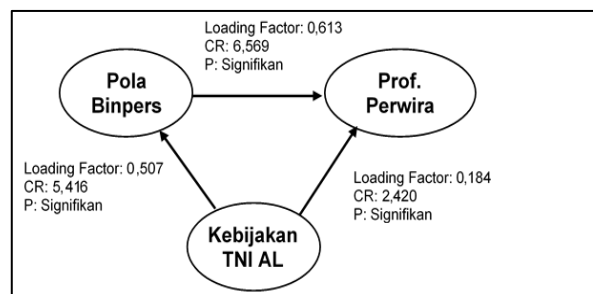 Loading Factor: 0,613
CR: 6,569
P: Signifikan
Pola
Binpers
Prof.
Perwira
Loading Factor: 0,507
CR: 5,416
P: Signifikan
Loading Factor: 0,184
CR: 2,420
P: Signifikan
Kebijakan
TNI AL